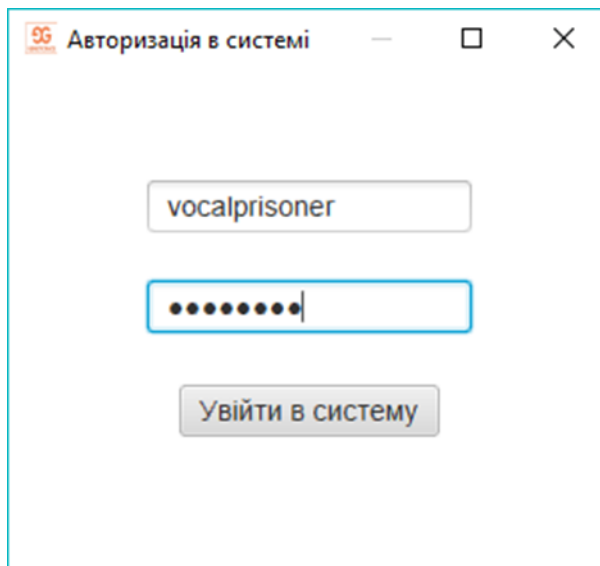 Авторизація в системі
vocalprisoner
••••••••
Увійти в систему